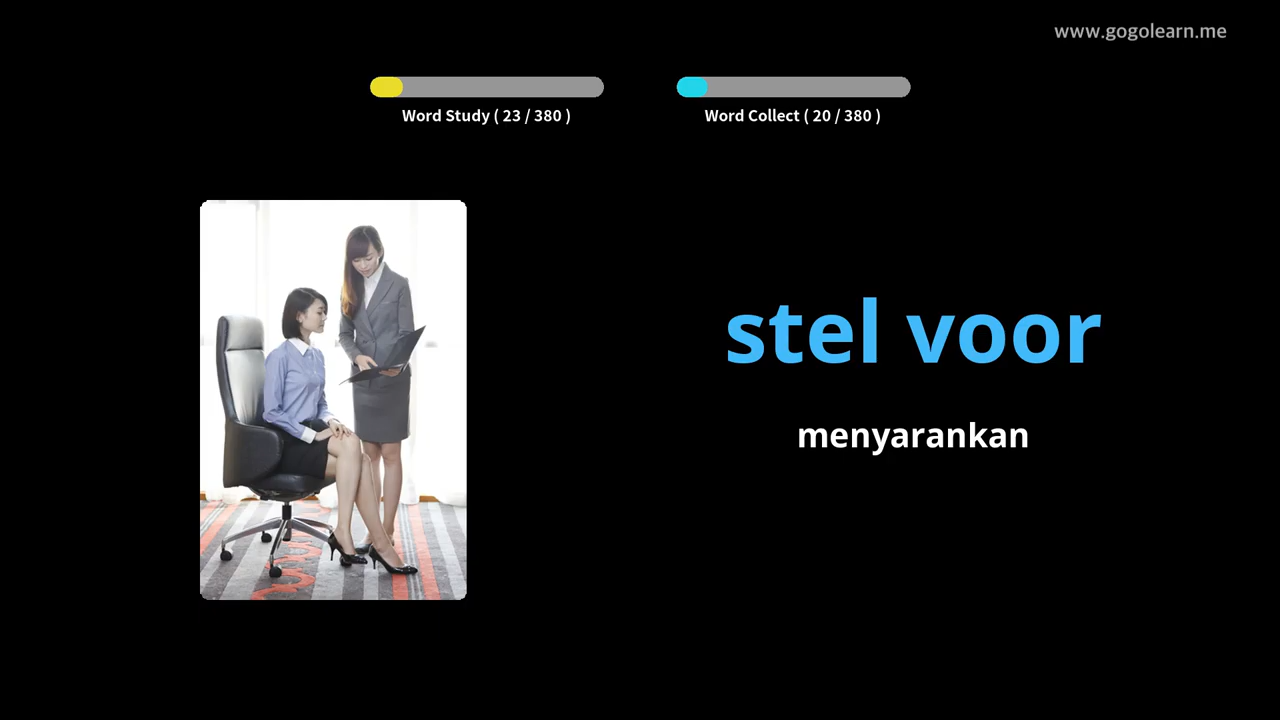 www.gogolearn.me
Word Study ( 23 / 380 )
Word Collect ( 20 / 380 )
stel voor
menyarankan